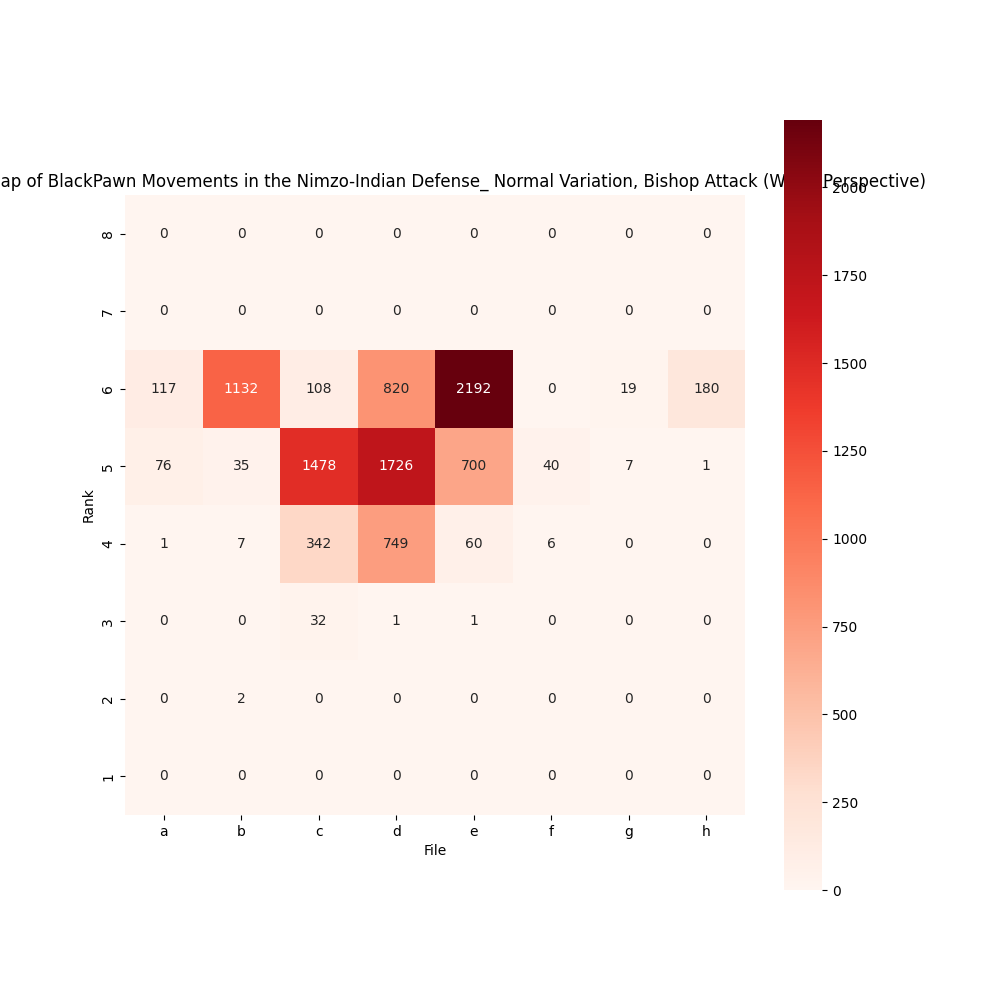 ap of BlackPawn Movements in the Nimzo-Indian Defense_ Normal Variation, Bishop Attack (W Perspective)
2000
8 0 0 0 0 0 0 0 0
1750
7 0 0 0 0 0 0 0 0
1500
6 117 1132 108 820 2192 0 19 180
1250
5 76 35 1478 1726 700 40 7 1
Rank
1000
4 1 7 342 749 60 6 0 0
750
3 0 0 32 1 1 0 0 0
500
2 0 2 0 0 0 0 0 0
250
1 0 0 0 0 0 0 0 0
a b c d e f g h
File
0